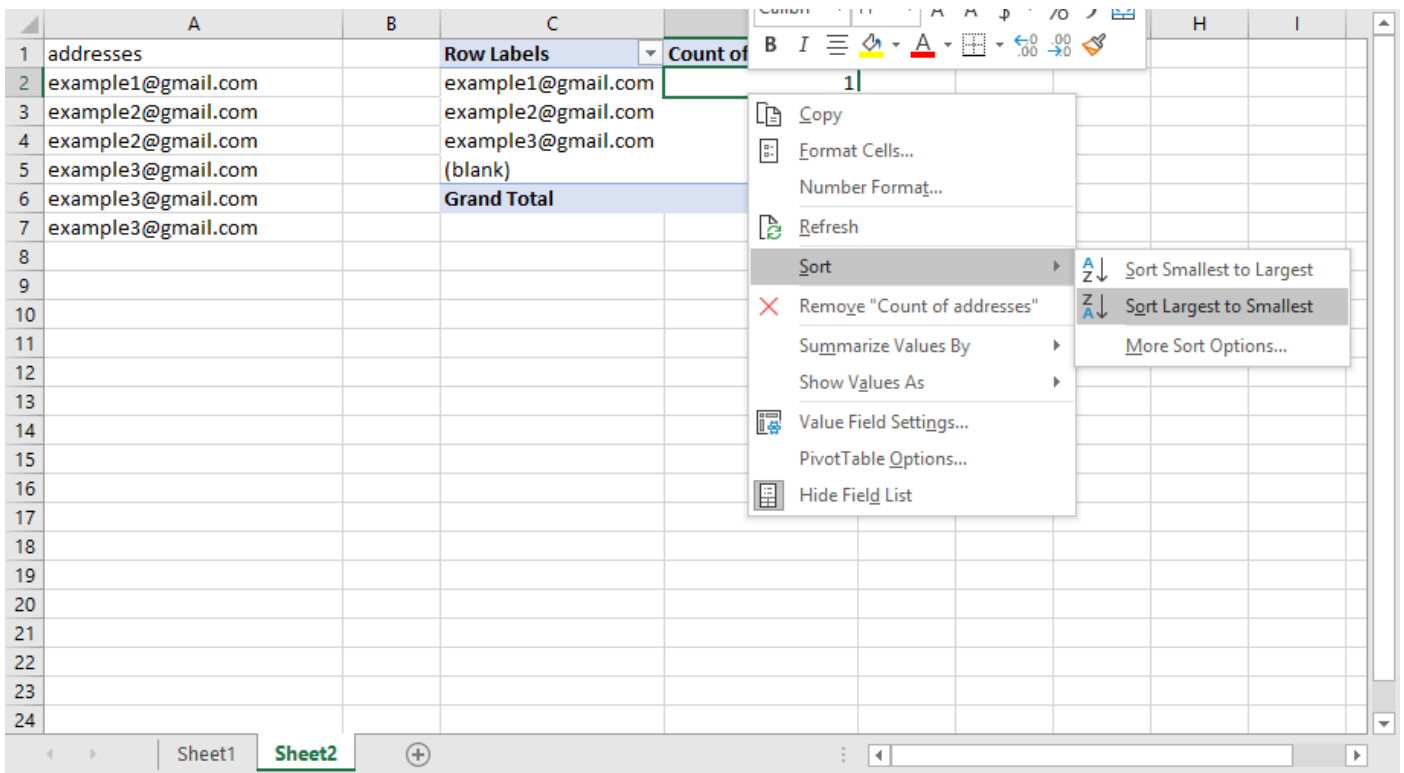 A B C H I
1 addresses Row Labels Count of
2 example1@gmail.com example1@gmail.com 1
3 example2@gmail.com example2@gmail.com
4 example2@gmail.com example3@gmail.com
5 example3@gmail.com (blank)
6 example3@gmail.com Grand Total
7 example3@gmail.com
8
9
10
11
12
13
14
15
16
17
18
19
20
21
22
23
24
Calibri 11 A A $ % 9
B I A .00 .00
Copy
Format Cells...
Number Format...
Refresh
Sort
Remove "Count of addresses"
Summarize Values By
Show Values As
Value Field Settings...
PivotTable Options...
Hide Field List
Sort Smallest to Largest
Sort Largest to Smallest
More Sort Options...
Sheet1 Sheet2